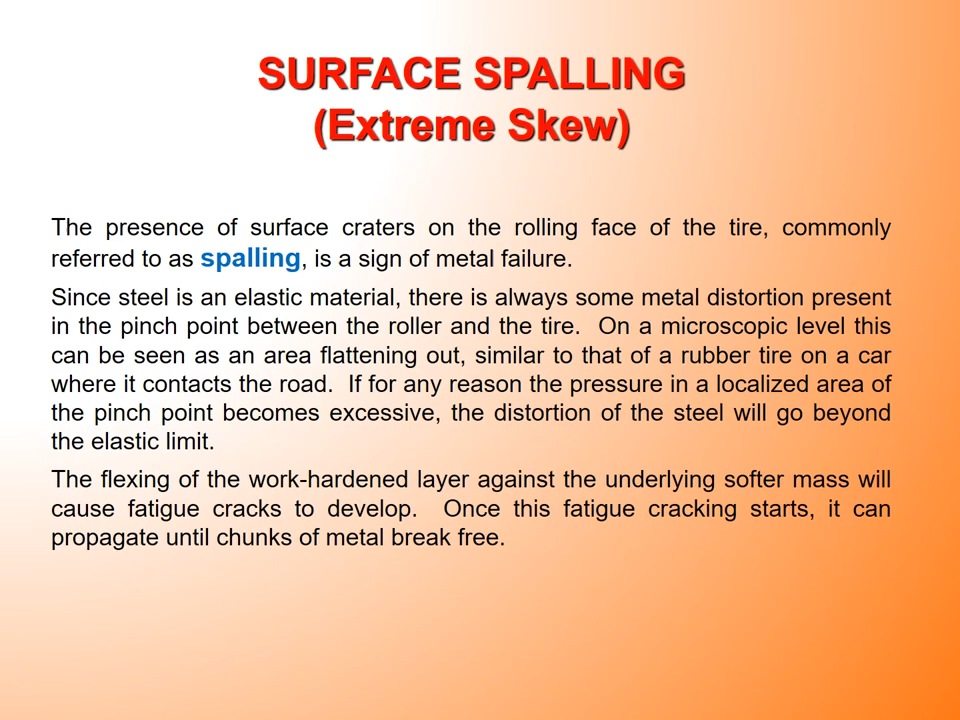 SURFACE SPALLING
(Extreme Skew)
The presence of surface craters on the rolling face of the tire, commonly
referred to as spalling, is a sign of metal failure.
Since steel is an elastic material, there is always some metal distortion present
in the pinch point between the roller and the tire.  On a microscopic level this
can be seen as an area flattening out, similar to that of a rubber tire on a car
where it contacts the road.  If for any reason the pressure in a localized area of
the pinch point becomes excessive, the distortion of the steel will go beyond
the elastic limit.
The flexing of the work-hardened layer against the underlying softer mass will
cause fatigue cracks to develop.  Once this fatigue cracking starts, it can
propagate until chunks of metal break free.